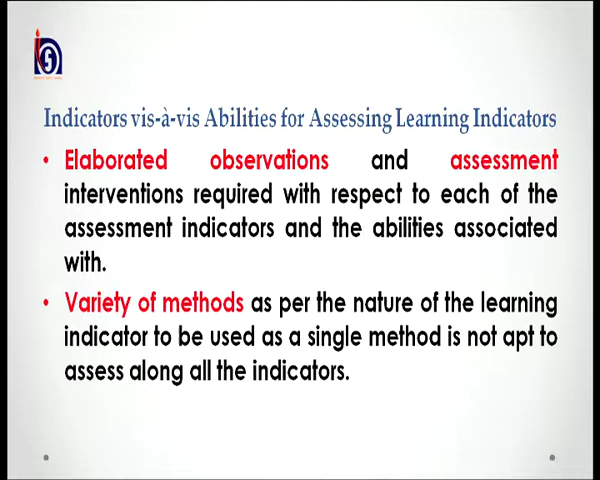 Indicators vis-à-vis Abilities for Assessing Learning Indicators
• Elaborated observations and assessment
interventions required with respect to each of the
assessment indicators and the abilities associated
with.
• Variety of methods as per the nature of the learning
indicator to be used as a single method is not apt to
assess along all the indicators.